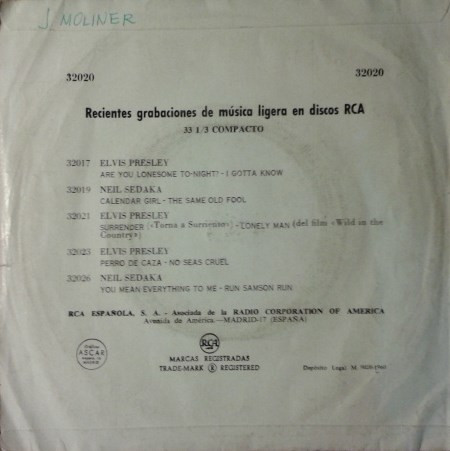 J. MOLINER
32020 32020
Recientes grabaciones de música ligera en discos RCA
33 1/3 COMPACTO
32017 ELVIS PRESLEY
ARE YOU LONESOME TO-NIGHT? - I GOTTA KNOW
32019 NEIL SEDAKA
CALENDAR GIRL - THE SAME OLD FOOL
32021 ELVIS PRESLEY
SURRENDER («Torna a Surriento») - LONELY MAN (del film «Wild in the
Country»)
32023 ELVIS PRESLEY
PERRO DE CAZA - NO SEAS CRUEL
32026 NEIL SEDAKA
YOU MEAN EVERYTHING TO ME - RUN SAMSON RUN
RCA ESPAÑOLA, S. A. - Asociada de la RADIO CORPORATION OF AMERICA
Avenida de América.—MADRID-17 (ESPAÑA)
ASCAR
RCA
MARCAS REGISTRADAS
TRADE-MARK ® REGISTERED
Depósito Legal M.